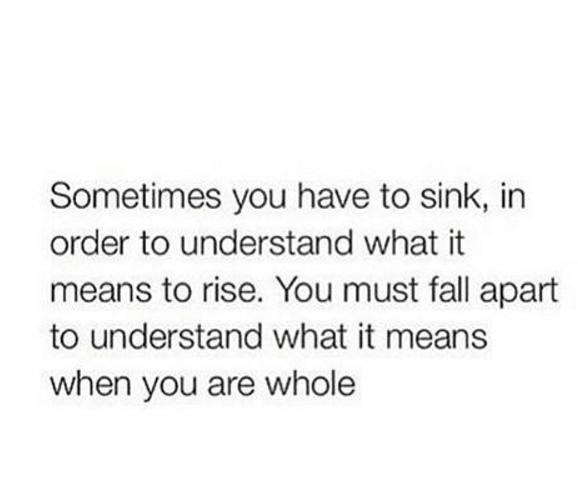 Sometimes you have to sink, in
order to understand what it
means to rise. You must fall apart
to understand what it means
when you are whole